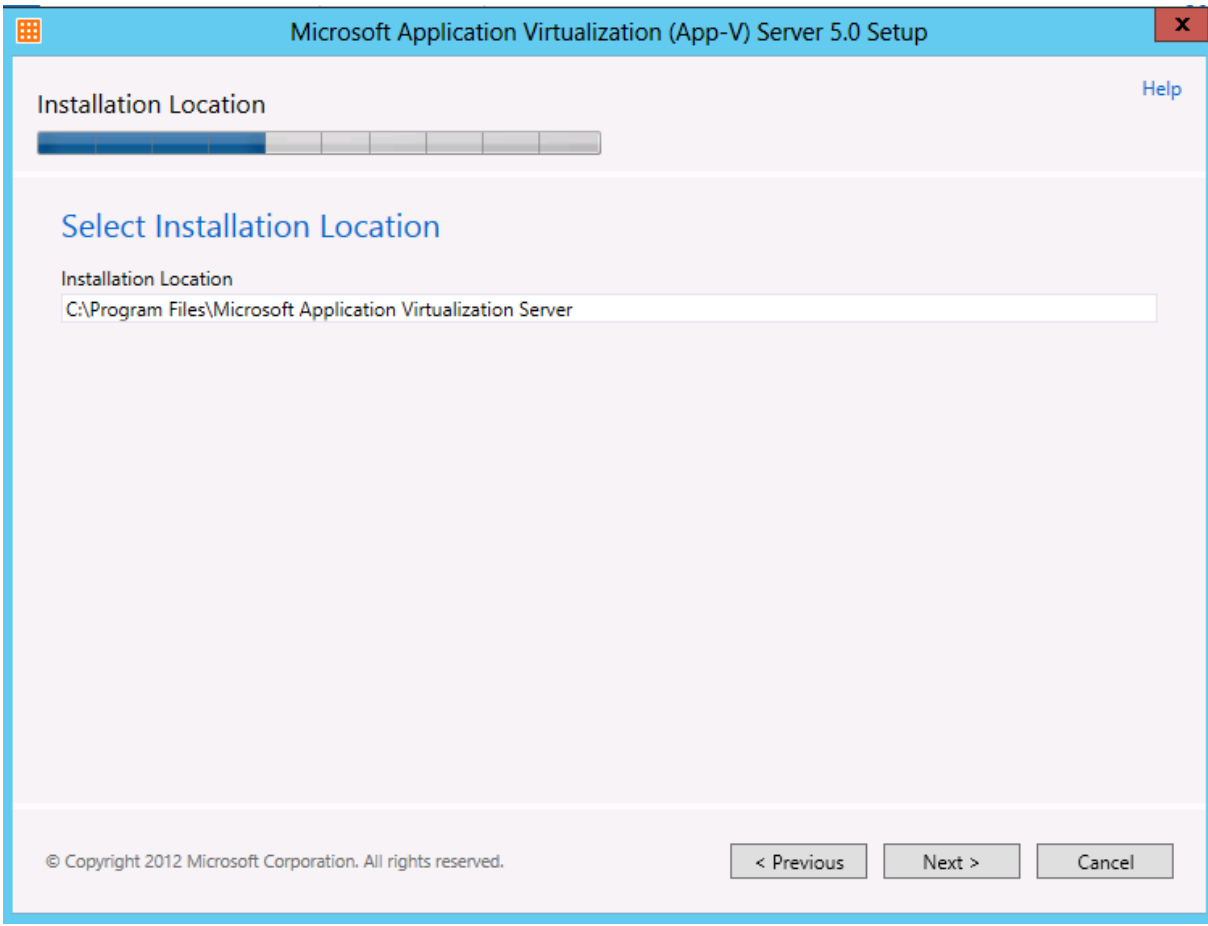 Microsoft Application Virtualization (App-V) Server 5.0 Setup
x
Help
Installation Location
Select Installation Location
Installation Location
C:\Program Files\Microsoft Application Virtualization Server
© Copyright 2012 Microsoft Corporation. All rights reserved.
< Previous
Next >
Cancel